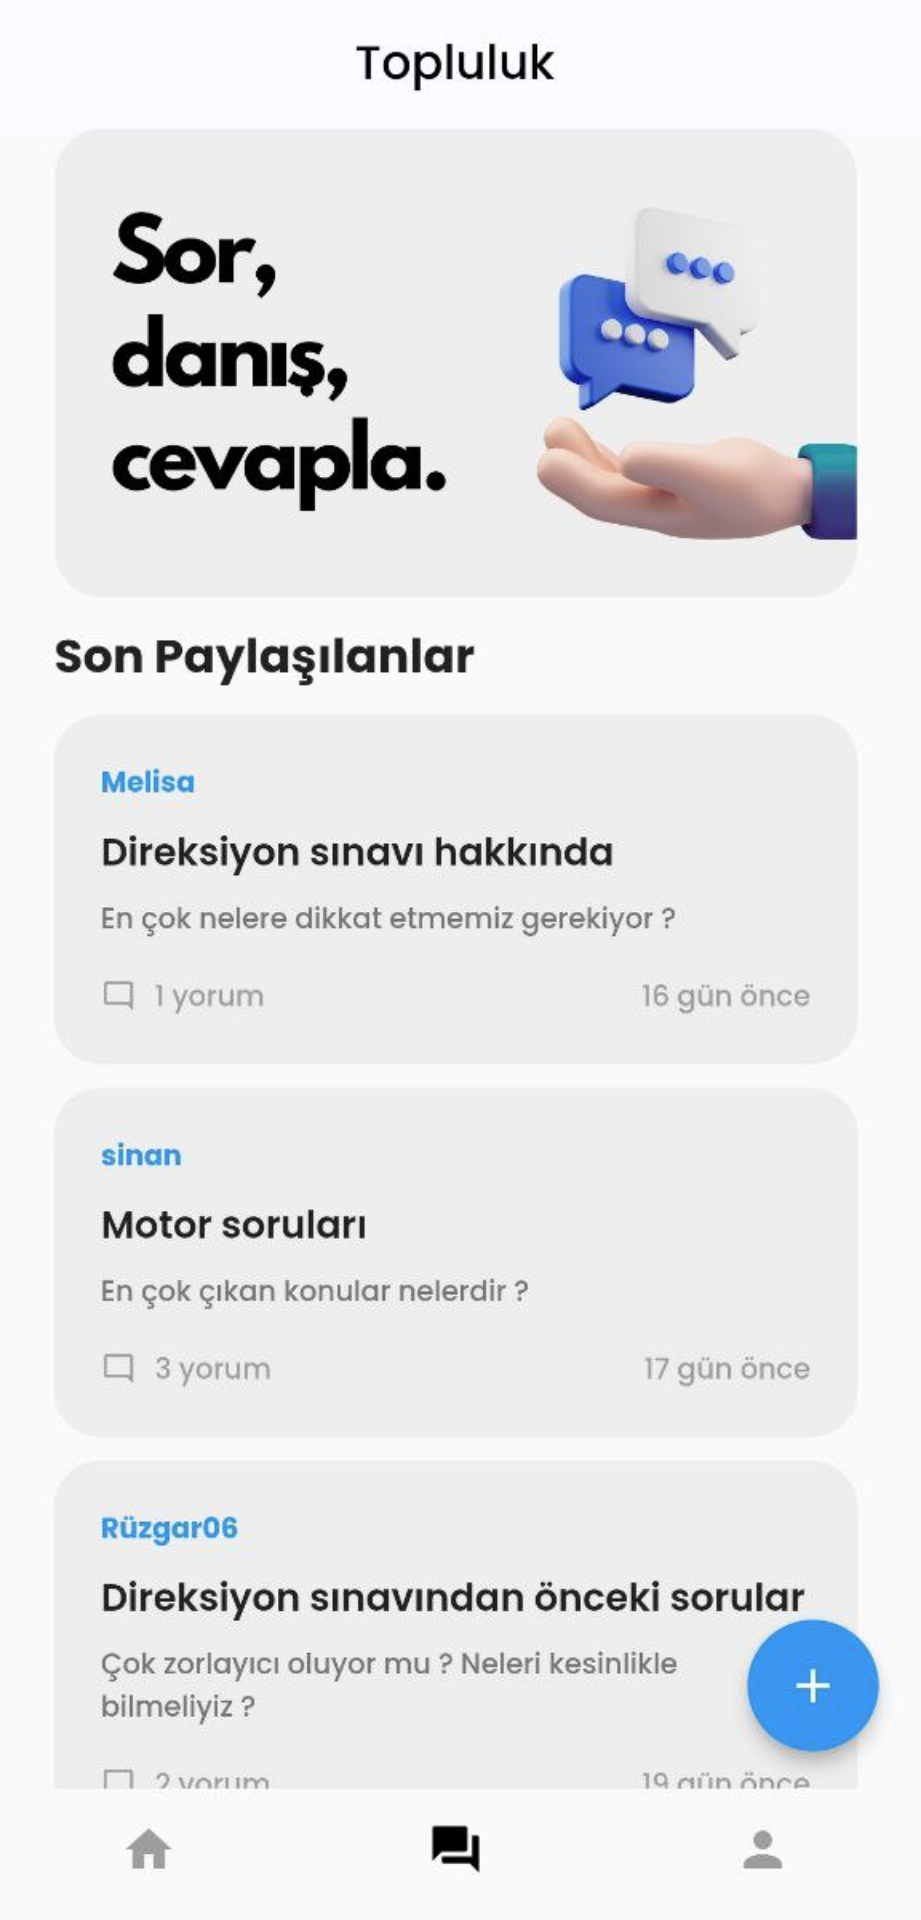 Topluluk
Sor,
danış,
cevapla.
Son Paylaşılanlar
Melisa
Direksiyon sınavı hakkında
En çok nelere dikkat etmemiz gerekiyor ?
1 yorum 16 gün önce
sinan
Motor soruları
En çok çıkan konular nelerdir ?
3 yorum 17 gün önce
Rüzgar06
Direksiyon sınavından önceki sorular
Çok zorlayıcı oluyor mu ? Neleri kesinlikle
bilmeliyiz ?
2 yorum 19 gün önce